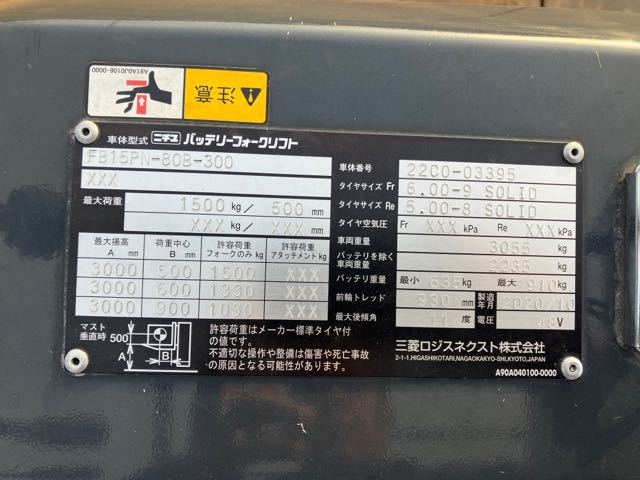 A91A0J0106-0000
注意
車体型式 ニチユ バッテリーフォークリフト
FB15PN-80B-300
XXX
最大荷重 1500 kg/ 500 mm
XXX kg/ XXX mm
最大揚高 A mm 荷重中心 B mm 許容荷重 フォークのみ kg 許容荷重 アタッチメント kg
3000 500 1500 XXX
3000 600 1330 XXX
3000 900 1030 XXX
マスト垂直時 500 A B
許容荷重はメーカー標準タイヤ付
の値です。
不適切な操作や整備は傷害や死亡事故
の原因となる可能性があります。
車体番号 22C0-03395
タイヤサイズ Fr 6.00-9 SOLID
タイヤサイズ Re 5.00-8 SOLID
タイヤ空気圧 Fr XXX kPa Re XXX kPa
車両重量 3055 kg
バッテリを除く車両重量 2235 kg
バッテリ重量 最小 635 kg 最大 910 kg
前輪トレッド 930 mm 製造年月 2020/10
最大後傾角 11 度 電圧 48 V
三菱ロジスネクスト株式会社
2-1-1,HIGASHIKOTARI,NAGAOKAKYO-SHI,KYOTO,JAPAN
A90A040100-0000